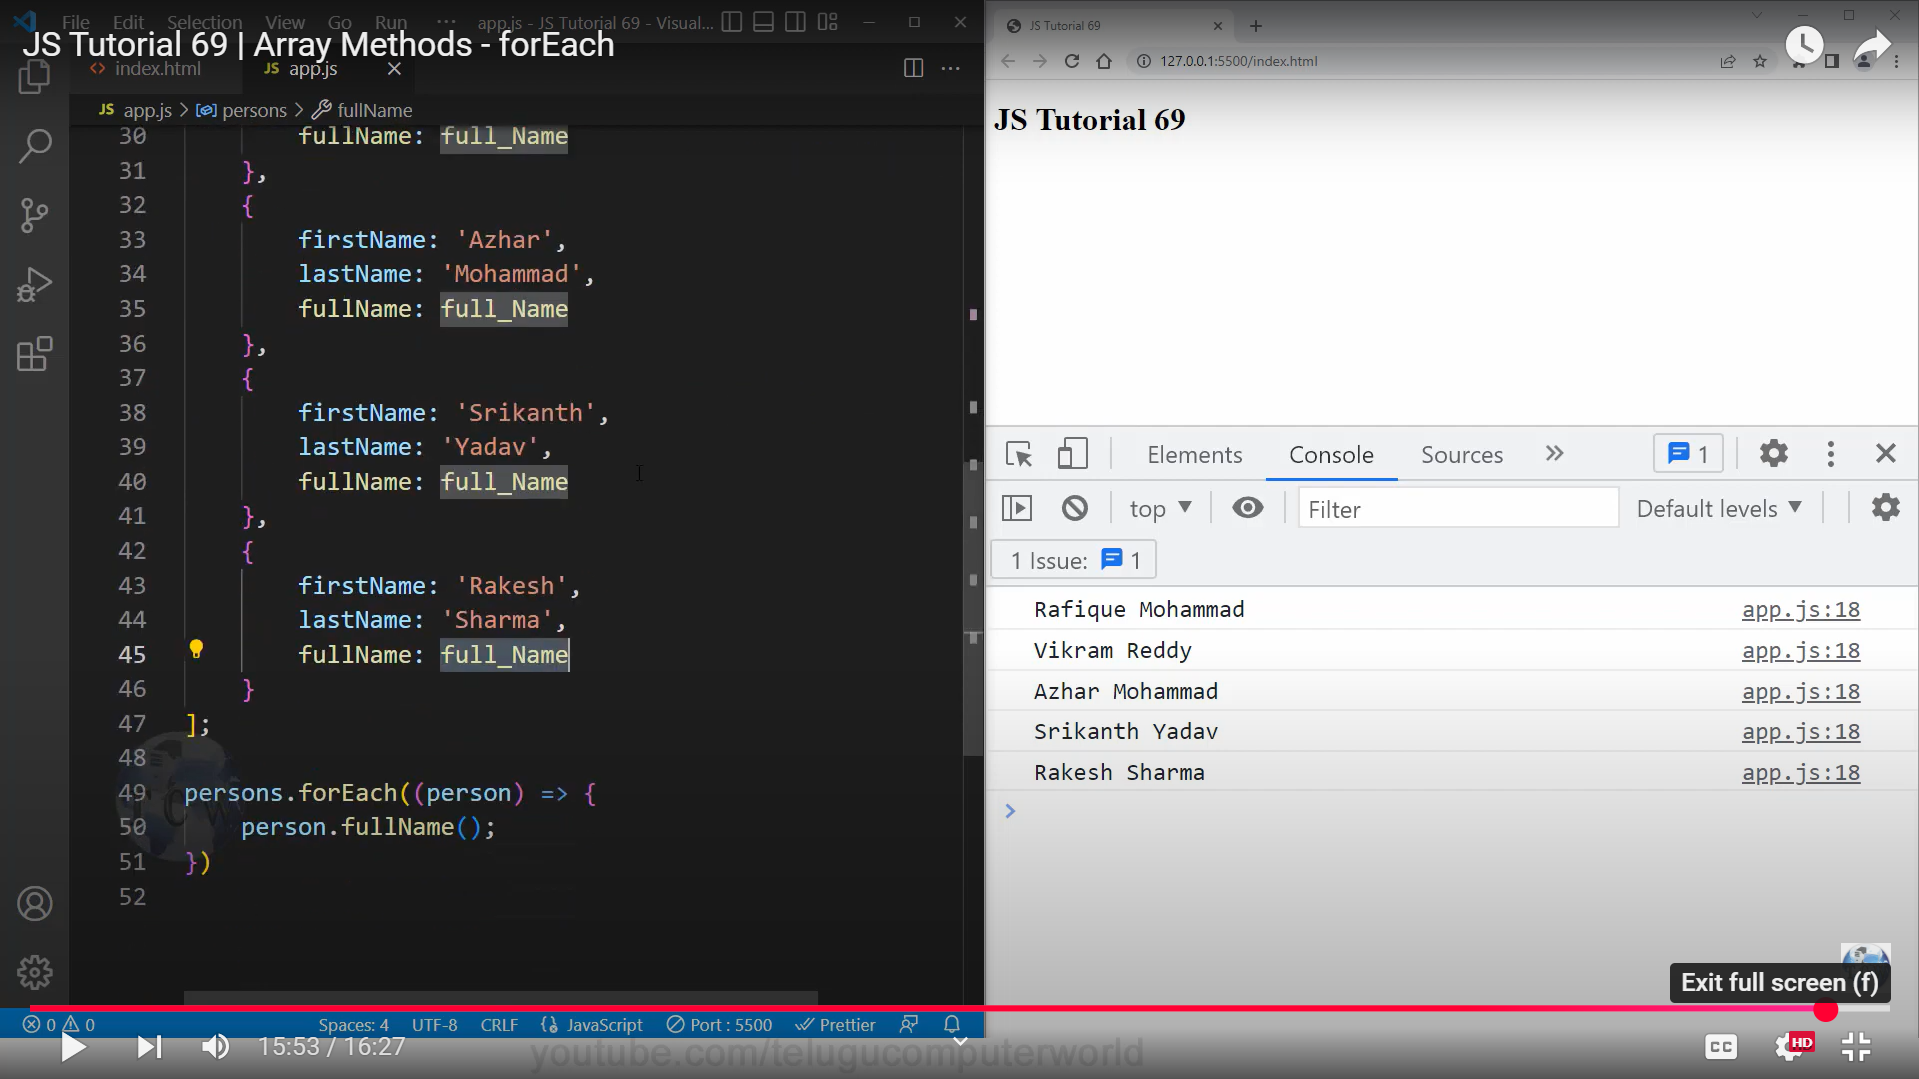 File Edit Selection View Go Run ··· app.js - JS Tutorial 69 - Visual...
JS Tutorial 69 | Array Methods - forEach
index.html JS app.js
JS app.js > persons > fullName
30 fullName: full_Name
31 },
32 {
33 firstName: 'Azhar',
34 lastName: 'Mohammad',
35 fullName: full_Name
36 },
37 {
38 firstName: 'Srikanth',
39 lastName: 'Yadav',
40 fullName: full_Name
41 },
42 {
43 firstName: 'Rakesh',
44 lastName: 'Sharma',
45 fullName: full_Name
46 }
47 ];
48
49 persons.forEach((person) => {
50 person.fullName();
51 })
52
0 0 Spaces: 4 UTF-8 CRLF JavaScript Port : 5500 Prettier
15:53 / 16:27
youtube.com/telugucomputerworld
JS Tutorial 69
127.0.0.1:5500/index.html
JS Tutorial 69
Elements Console Sources 1
top Filter Default levels
1 Issue: 1
Rafique Mohammad app.js:18
Vikram Reddy app.js:18
Azhar Mohammad app.js:18
Srikanth Yadav app.js:18
Rakesh Sharma app.js:18
Exit full screen (f)
CC HD